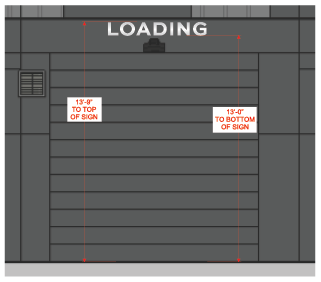 LOADING
13'-9"
TO TOP
OF SIGN
13'-0"
TO BOTTOM
OF SIGN